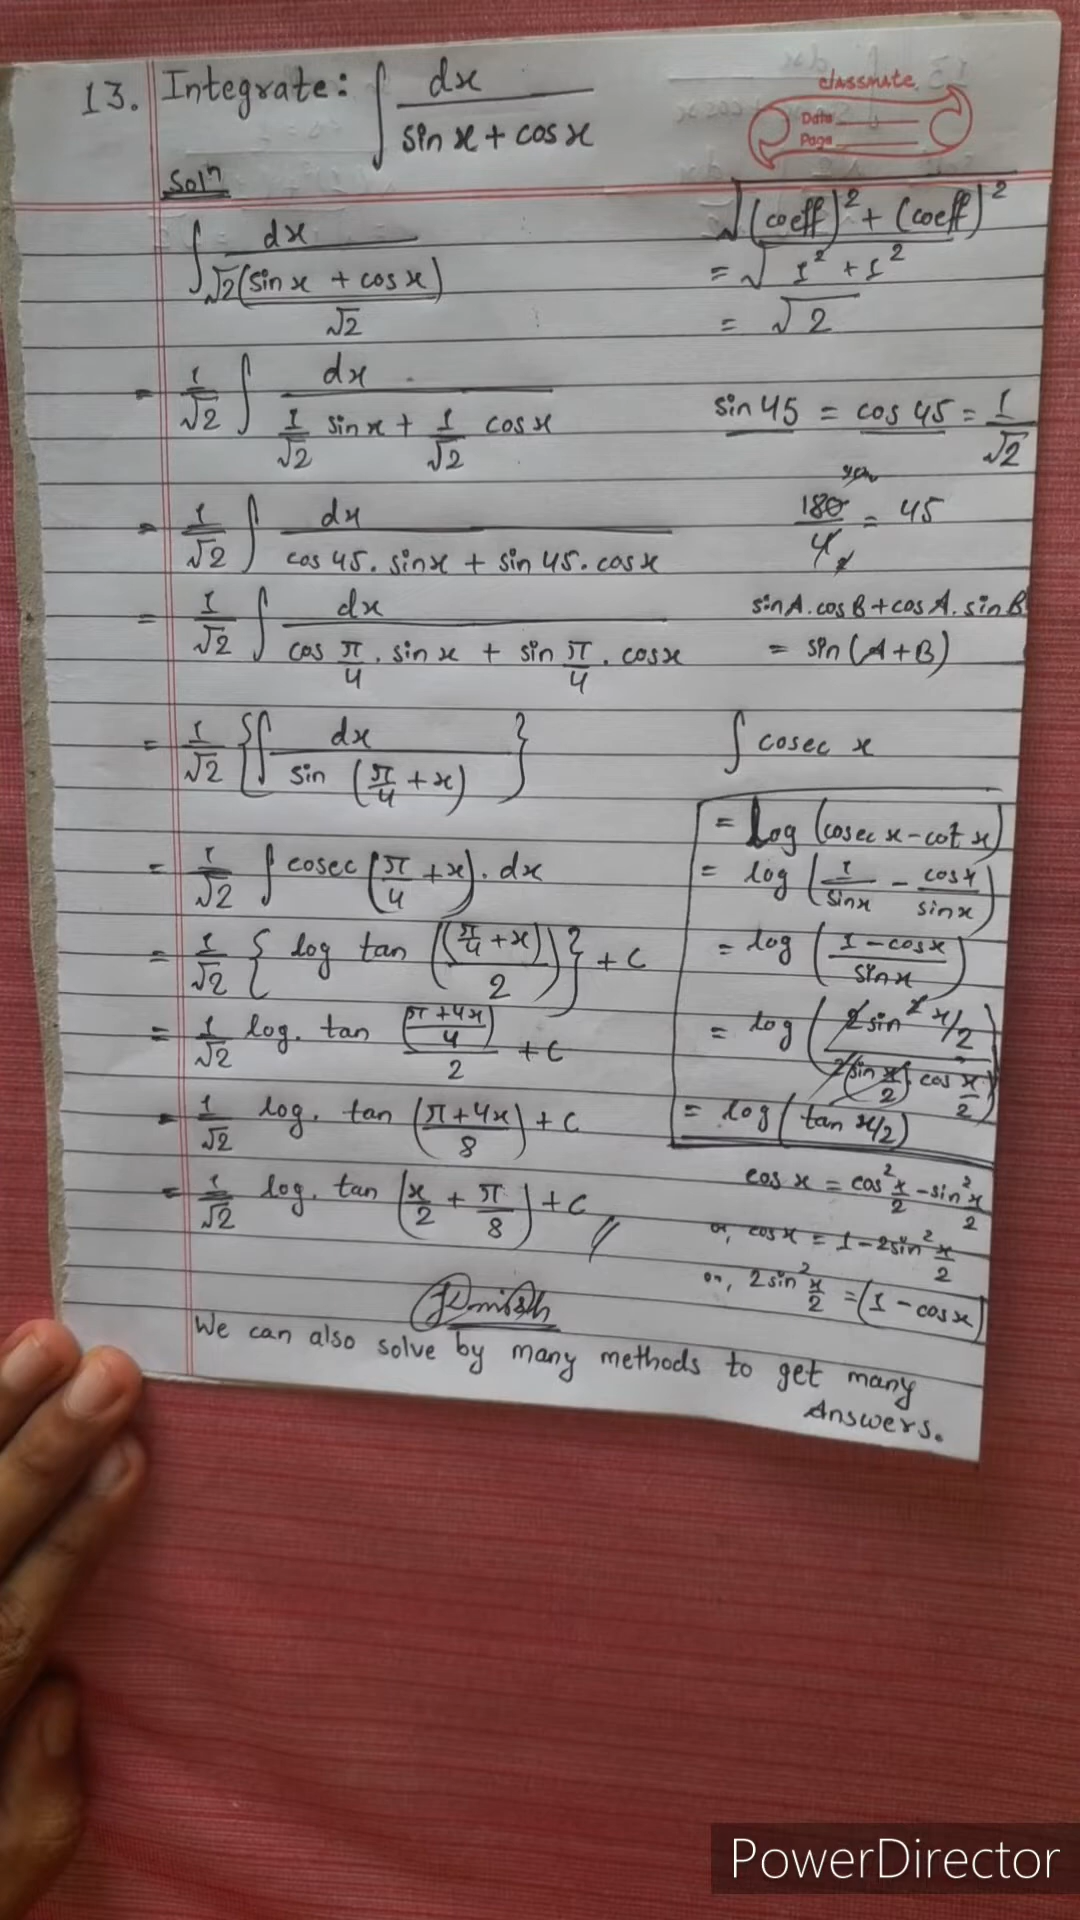 13. Integrate: ∫ dx / (sin x + cos x)
classmate
Date
Page
Solⁿ
∫ dx / (√2(sin x + cos x)/√2)
√((coeff)² + (coeff)²)
= √(1² + 1²)
= √2
= 1/√2 ∫ dx / (1/√2 sin x + 1/√2 cos x)
sin 45 = cos 45 = 1/√2
= 1/√2 ∫ dx / (cos 45. sin x + sin 45. cos x)
180/4 = 45
= 1/√2 ∫ dx / (cos π/4 . sin x + sin π/4 . cos x)
sin A. cos B + cos A. sin B
= sin (A + B)
= 1/√2 {∫ dx / sin (π/4 + x)}
= 1/√2 ∫ cosec (π/4 + x). dx
= 1/√2 { log tan ((π/4 + x)/2)} + C
= 1/√2 log. tan ((π + 4x)/4)/2 + C
= 1/√2 log. tan ((π + 4x)/8) + C
= 1/√2 log. tan (x/2 + π/8) + C //
∫ cosec x
= log (cosec x - cot x)
= log (1/sin x - cos x/sin x)
= log ((1 - cos x)/sin x)
= log (2 sin² x/2 / (2 sin x/2 . cos x/2))
= log (tan x/2)
cos x = cos² x/2 - sin² x/2
or, cos x = 1 - 2 sin² x/2
or, 2 sin² x/2 = (1 - cos x)
We can also solve by many methods to get many
Answers.
PowerDirector